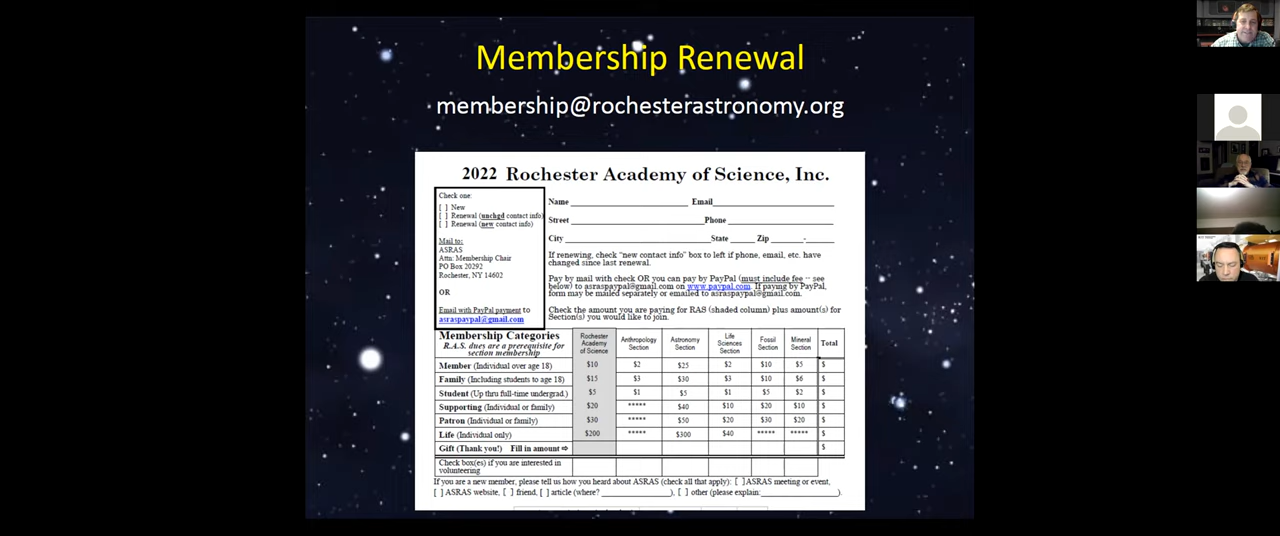 Membership Renewal
membership@rochesterastronomy.org
2022 Rochester Academy of Science, Inc.
Check one:
[ ] New
[ ] Renewal (unchgd contact info)
[ ] Renewal (new contact info)
Mail to:
ASRAS
Attn: Membership Chair
PO Box 20292
Rochester, NY 14602
OR
Email with PayPal payment to
asraspaypal@gmail.com
Name Email
Street Phone
City State Zip -
If renewing, check "new contact info" box to left if phone, email, etc. have
changed since last renewal.
Pay by mail with check OR you can pay by PayPal (must include fee -- see
below) to asraspaypal@gmail.com on www.paypal.com. If paying by PayPal,
form may be mailed separately or emailed to asraspaypal@gmail.com.
Check the amount you are paying for RAS (shaded column) plus amount(s) for
Section(s) you would like to join.
Membership Categories
R.A.S. dues are a prerequisite for
section membership
Rochester
Academy
of Science
Anthropology
Section
Astronomy
Section
Life
Sciences
Section
Fossil
Section
Mineral
Section
Total
Member (Individual over age 18) $10 $2 $25 $2 $10 $5 $
Family (Including students to age 18) $15 $3 $30 $3 $10 $6 $
Student (Up thru full-time undergrad.) $5 $1 $5 $1 $5 $2 $
Supporting (Individual or family) $20 ***** $40 $10 $20 $10 $
Patron (Individual or family) $30 ***** $50 $20 $30 $20 $
Life (Individual only) $200 ***** $300 $40 ***** ***** $
Gift (Thank you!) Fill in amount ⇨ $
Check box(es) if you are interested in
volunteering
If you are a new member, please tell us how you heard about ASRAS (check all that apply): [ ] ASRAS meeting or event,
[ ] ASRAS website, [ ] friend, [ ] article (where? ), [ ] other (please explain: ).